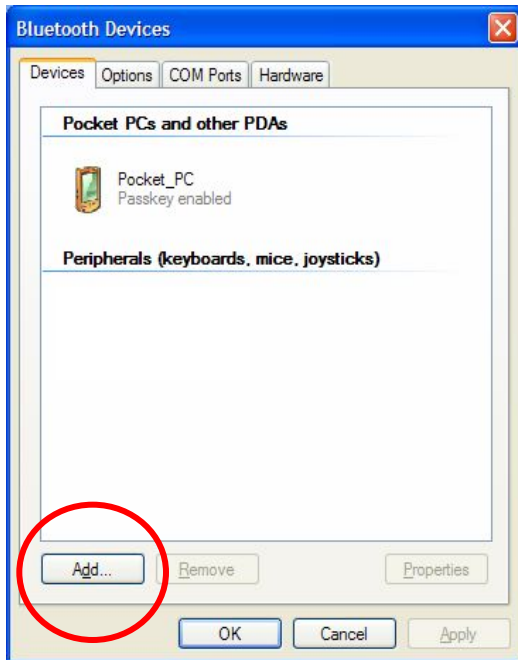 Bluetooth Devices
Devices Options COM Ports Hardware
Pocket PCs and other PDAs
Pocket_PC
Passkey enabled
Peripherals (keyboards, mice, joysticks)
Add... Remove Properties
OK Cancel Apply